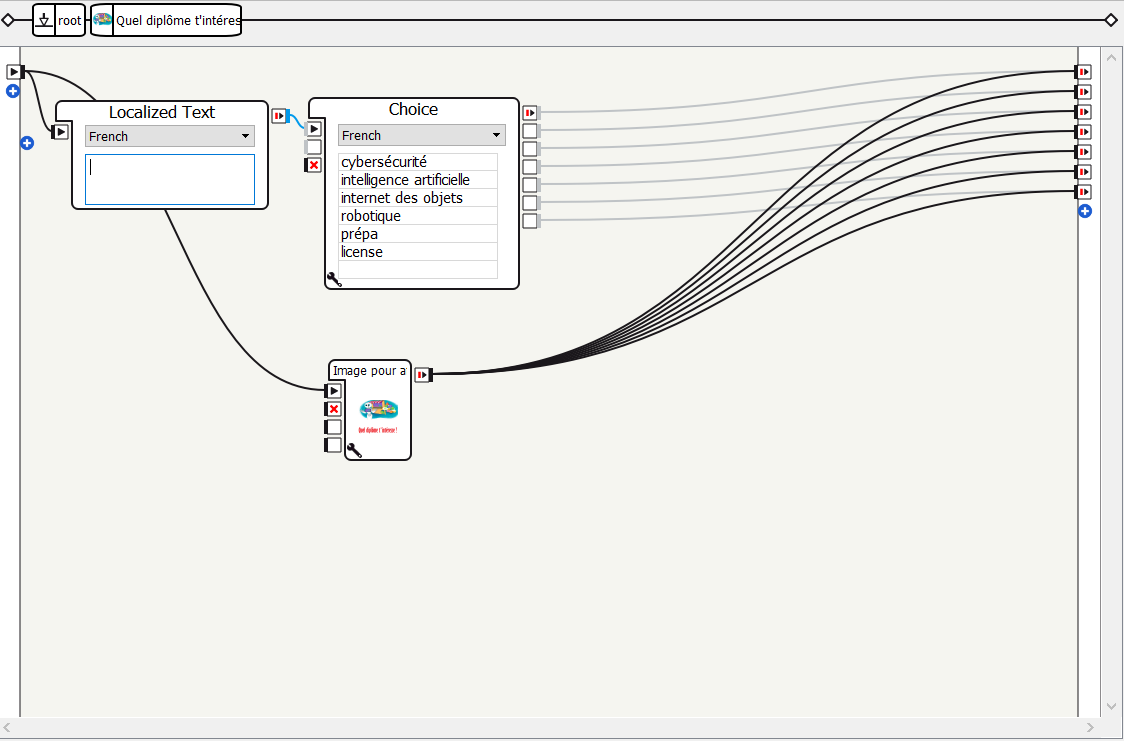 root
Quel diplôme t'intéres
Localized Text
French
Choice
French
cybersécurité
intelligence artificielle
internet des objets
robotique
prépa
license
Image pour a
Quel diplôme t'intéresse !